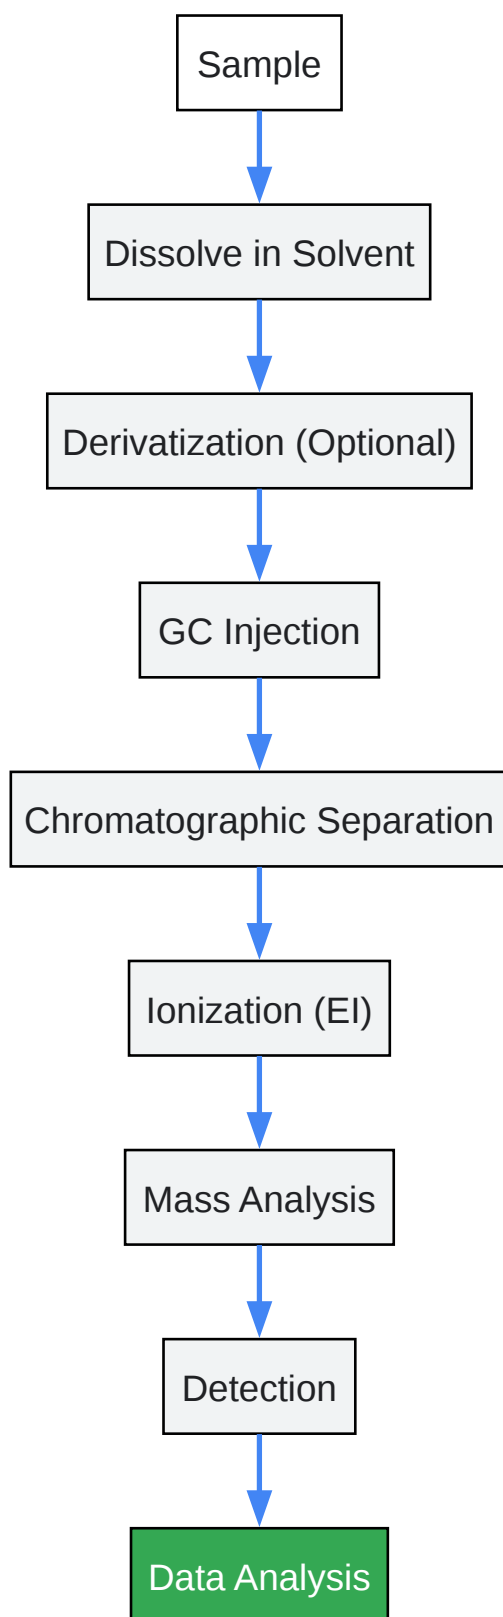 Sample
Dissolve in Solvent
Derivatization (Optional)
GC Injection
Chromatographic Separation
Ionization (EI)
Mass Analysis
Detection
Data Analysis